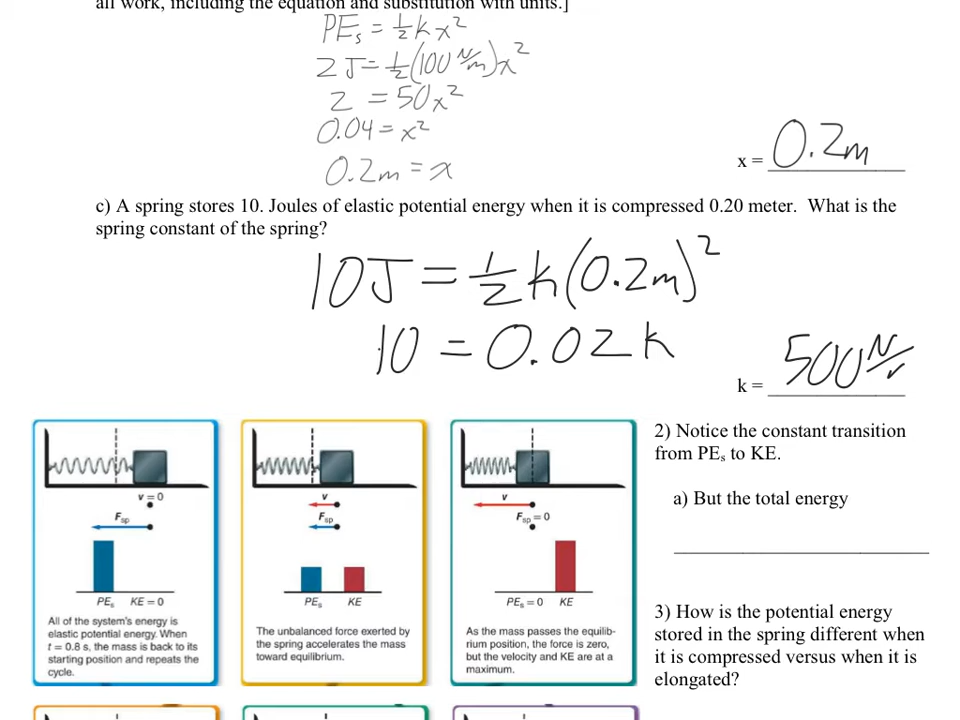 all work, including the equation and substitution with units.]
PEs = 1/2 k x²
2 J = 1/2 (100 N/m) x²
2 = 50x²
0.04 = x²
0.2m = x
x = 0.2m
c) A spring stores 10. Joules of elastic potential energy when it is compressed 0.20 meter. What is the
spring constant of the spring?
10J = 1/2 k (0.2m)²
10 = 0.02k
k = 500 N/
v = 0
Fsp
PEs KE = 0
All of the system's energy is
elastic potential energy. When
t = 0.8 s, the mass is back to its
starting position and repeats the
cycle.
v
Fsp
PEs KE
The unbalanced force exerted by
the spring accelerates the mass
toward equilibrium.
v
Fsp = 0
PEs = 0 KE
As the mass passes the equilib-
rium position, the force is zero,
but the velocity and KE are at a
maximum.
2) Notice the constant transition
from PEs to KE.
a) But the total energy
3) How is the potential energy
stored in the spring different when
it is compressed versus when it is
elongated?